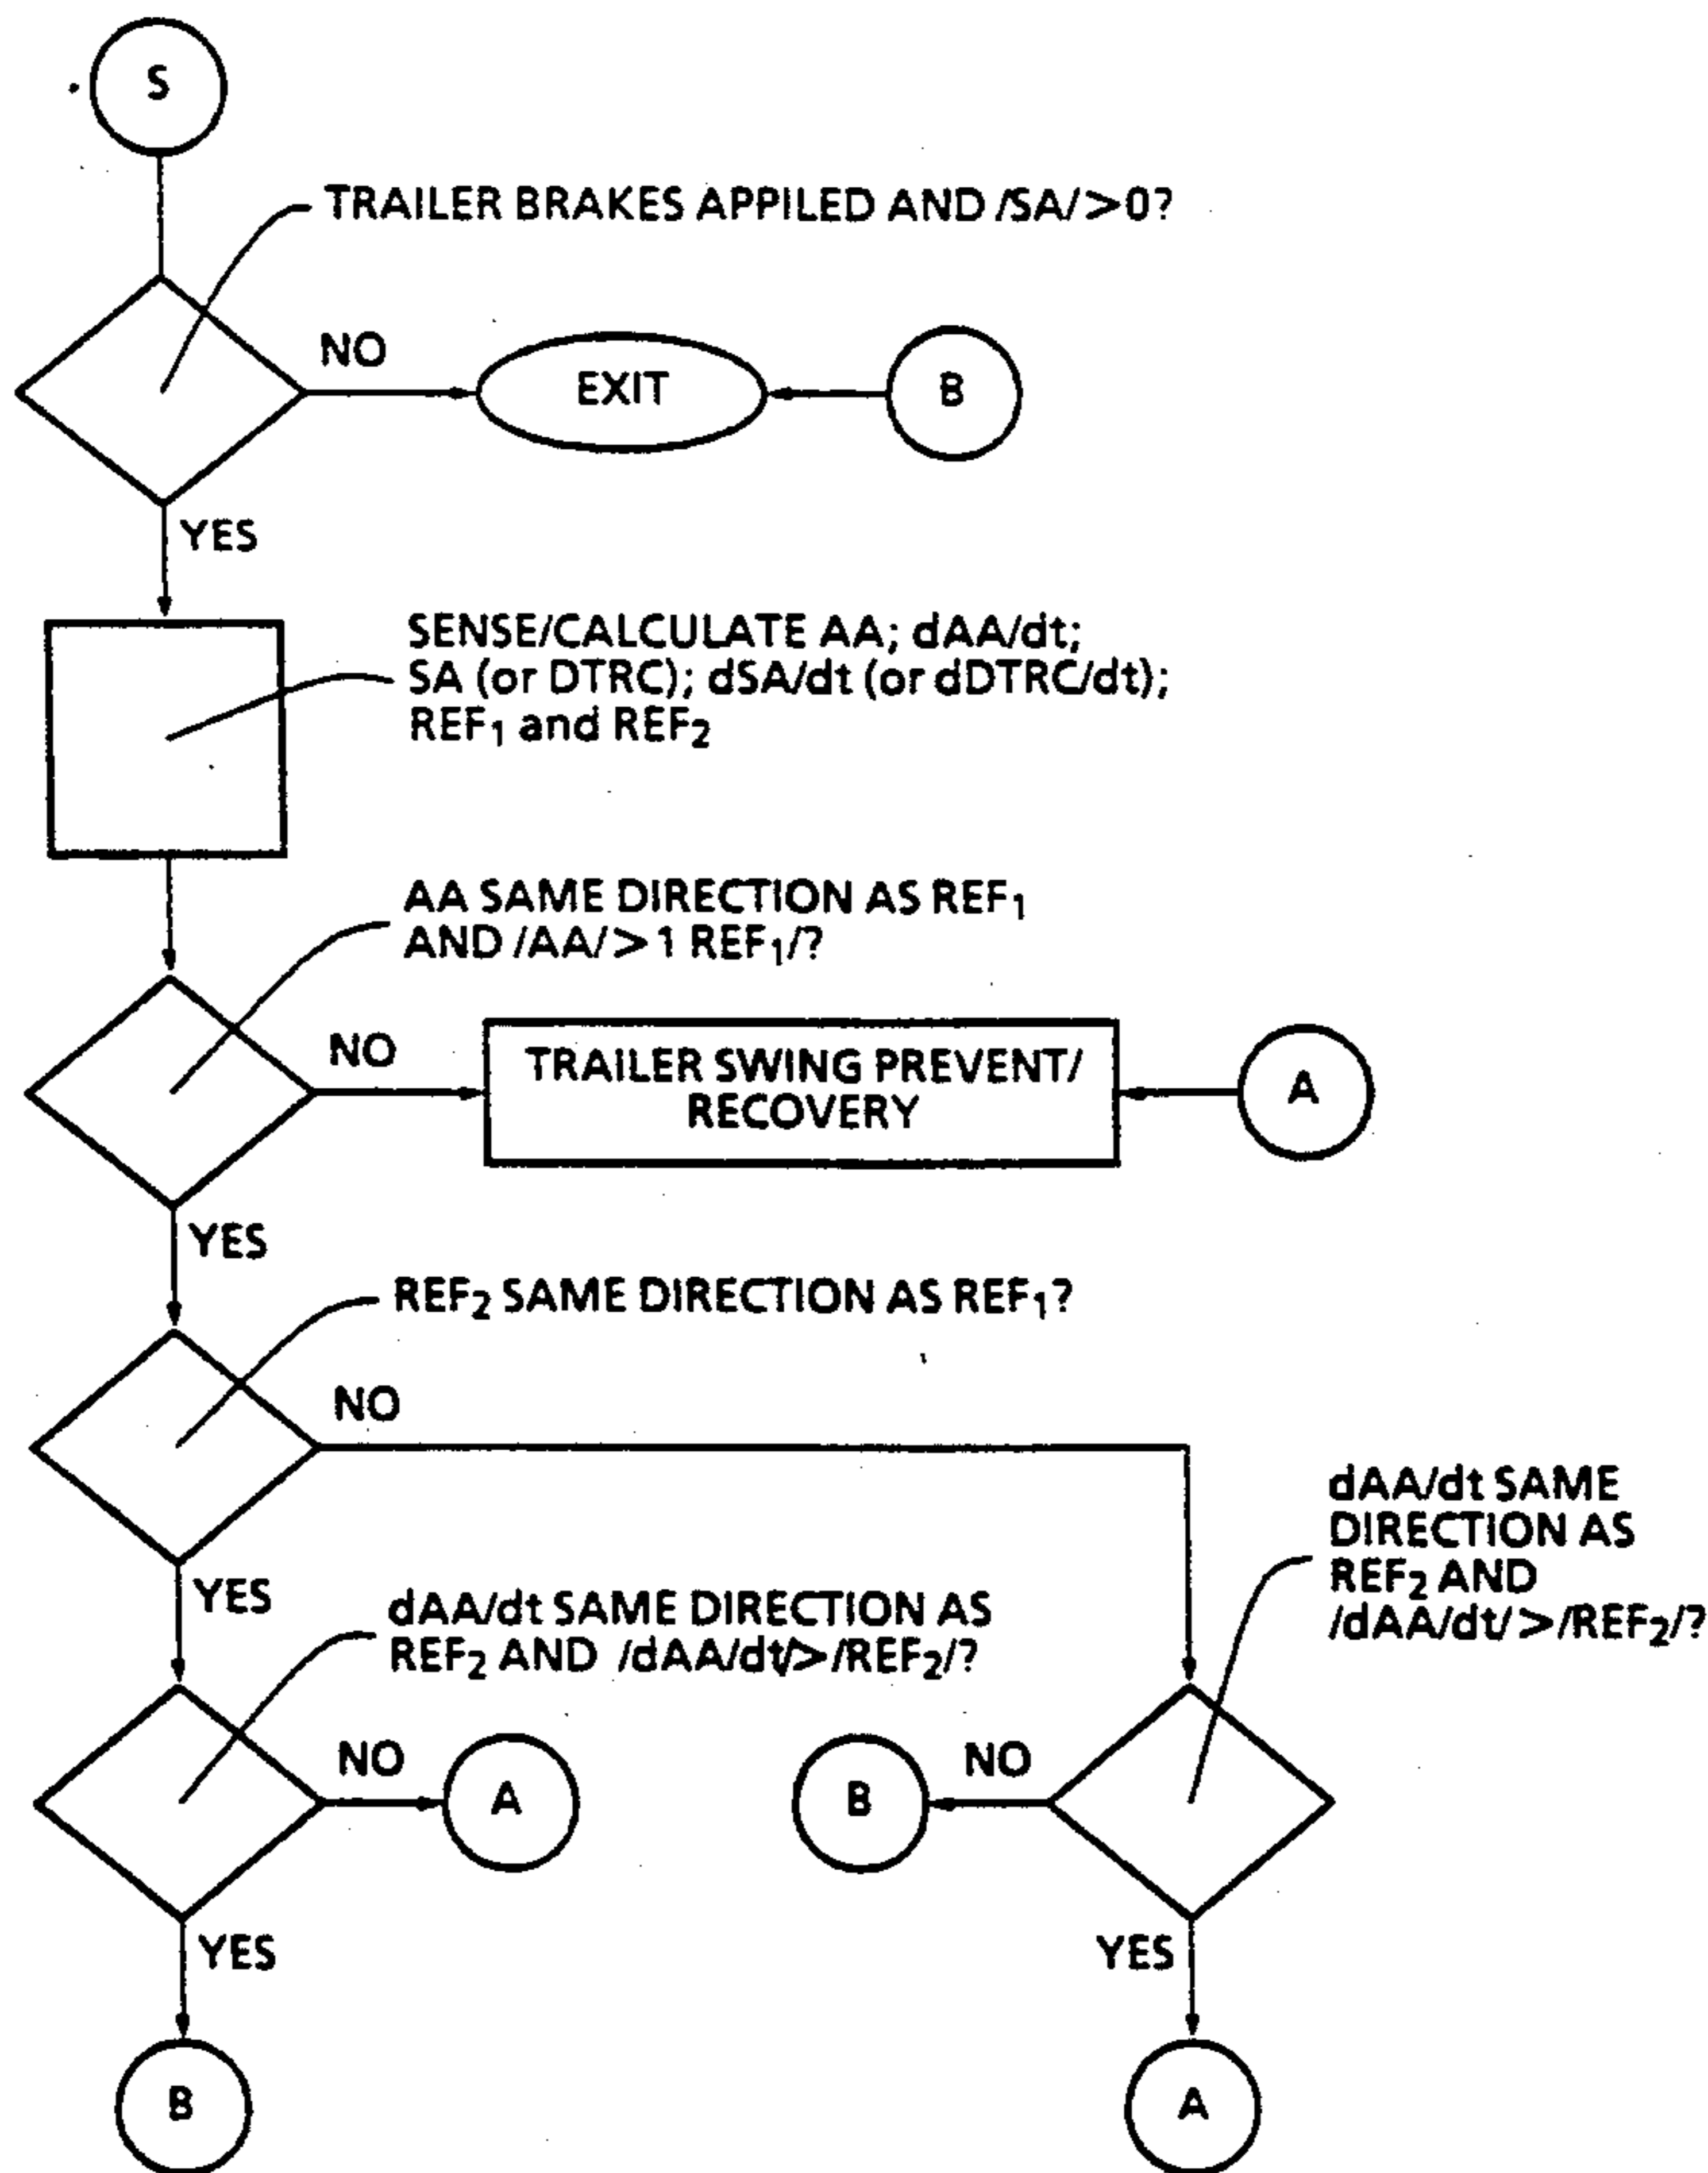 S
TRAILER BRAKES APPIILED AND /SA/>0?
NO
EXIT
B
YES
SENSE/CALCULATE AA; dAA/dt;
SA (or DTRC); dSA/dt (or dDTRC/dt);
REF₁ and REF₂
AA SAME DIRECTION AS REF₁
AND /AA/>1 REF₁/?
NO
TRAILER SWING PREVENT/
RECOVERY
A
YES
REF₂ SAME DIRECTION AS REF₁?
NO
YES
dAA/dt SAME
DIRECTION AS
REF₂ AND
/dAA/dt/>/REF₂/?
dAA/dt SAME DIRECTION AS
REF₂ AND /dAA/dt/>/REF₂/?
NO
A
B
NO
YES
YES
B
A